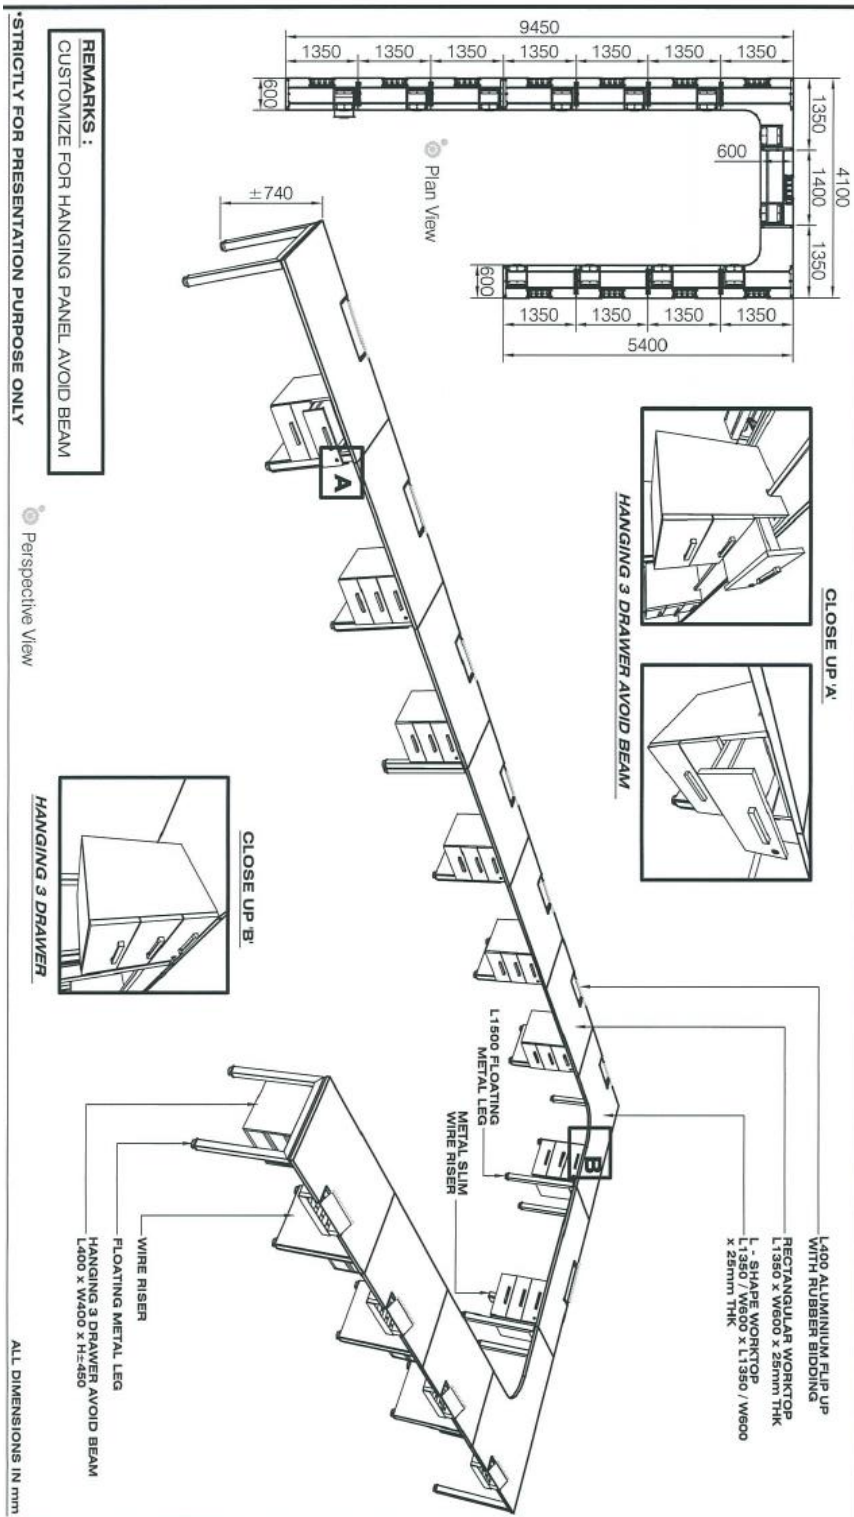 9450
1350
1350
1350
1350
1350
1350
1350
600
1350
4100
1400
600
1350
600
1350
1350
1350
1350
5400
Plan View
CLOSE UP 'A'
HANGING 3 DRAWER AVOID BEAM
L400 ALUMINIUM FLIP UP
WITH RUBBER BIDDING
RECTANGULAR WORKTOP
L1350 x W600 x 25mm THK
L - SHAPE WORKTOP
L1350 / W600 x L1350 / W600
x 25mm THK
±740
A
B
L1500 FLOATING
METAL LEG
METAL SLIM
WIRE RISER
CLOSE UP 'B'
HANGING 3 DRAWER
WIRE RISER
FLOATING METAL LEG
HANGING 3 DRAWER AVOID BEAM
L400 x W400 x H±450
REMARKS :
CUSTOMIZE FOR HANGING PANEL AVOID BEAM
Perspective View
*STRICTLY FOR PRESENTATION PURPOSE ONLY
ALL DIMENSIONS IN mm